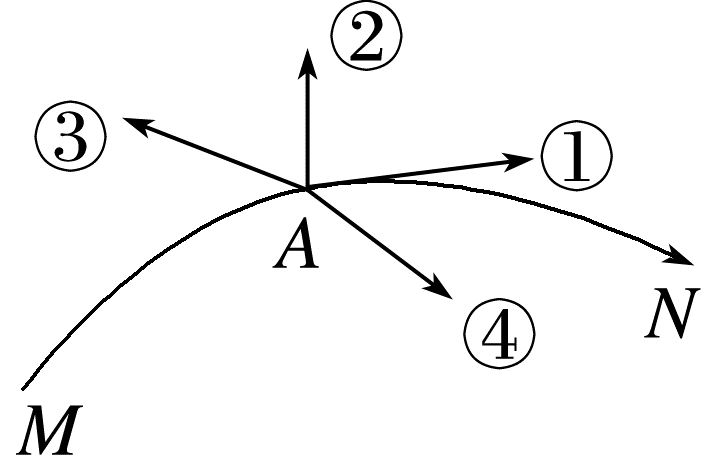 ②
③
①
A
④
N
M